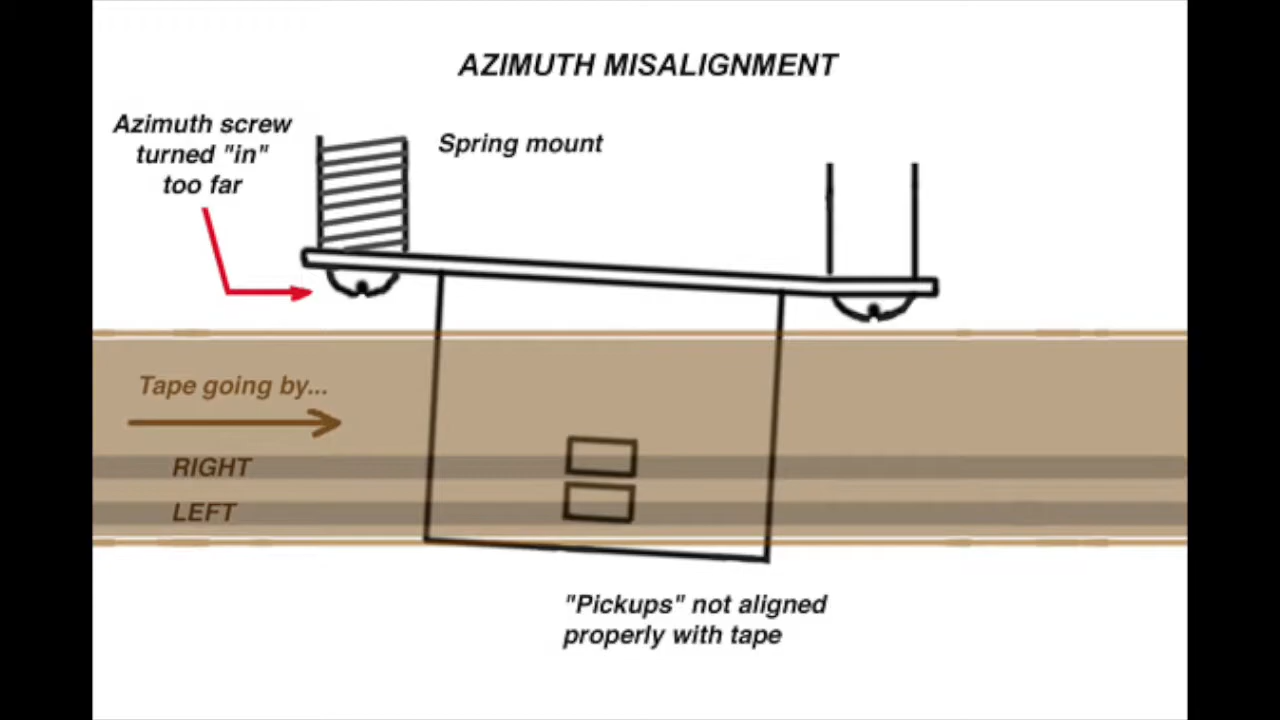 AZIMUTH MISALIGNMENT
Azimuth screw
turned "in"
too far
Spring mount
Tape going by...
RIGHT
LEFT
"Pickups" not aligned
properly with tape